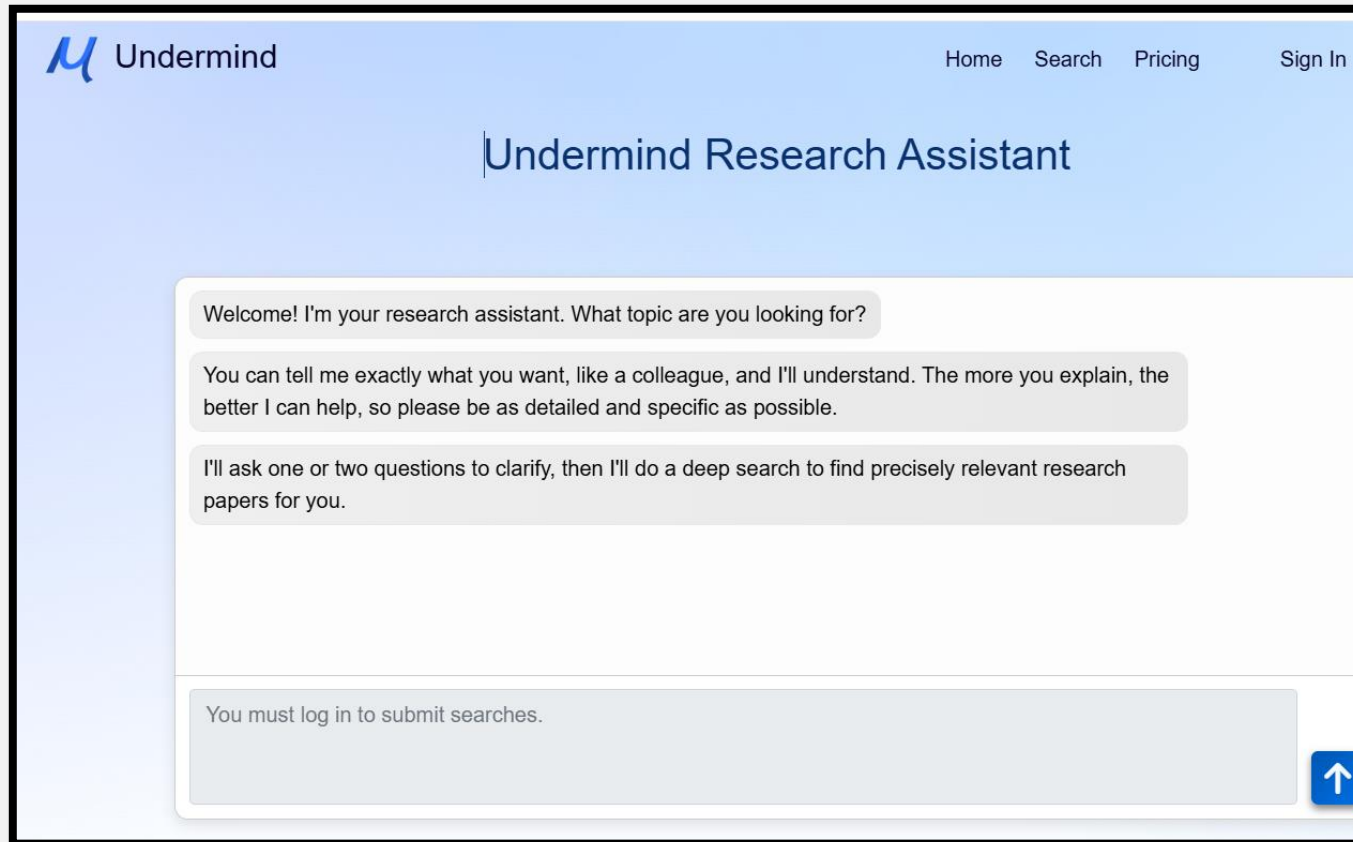 Undermind
Home Search Pricing Sign In
Undermind Research Assistant
Welcome! I'm your research assistant. What topic are you looking for?
You can tell me exactly what you want, like a colleague, and I'll understand. The more you explain, the
better I can help, so please be as detailed and specific as possible.
I'll ask one or two questions to clarify, then I'll do a deep search to find precisely relevant research
papers for you.
You must log in to submit searches.